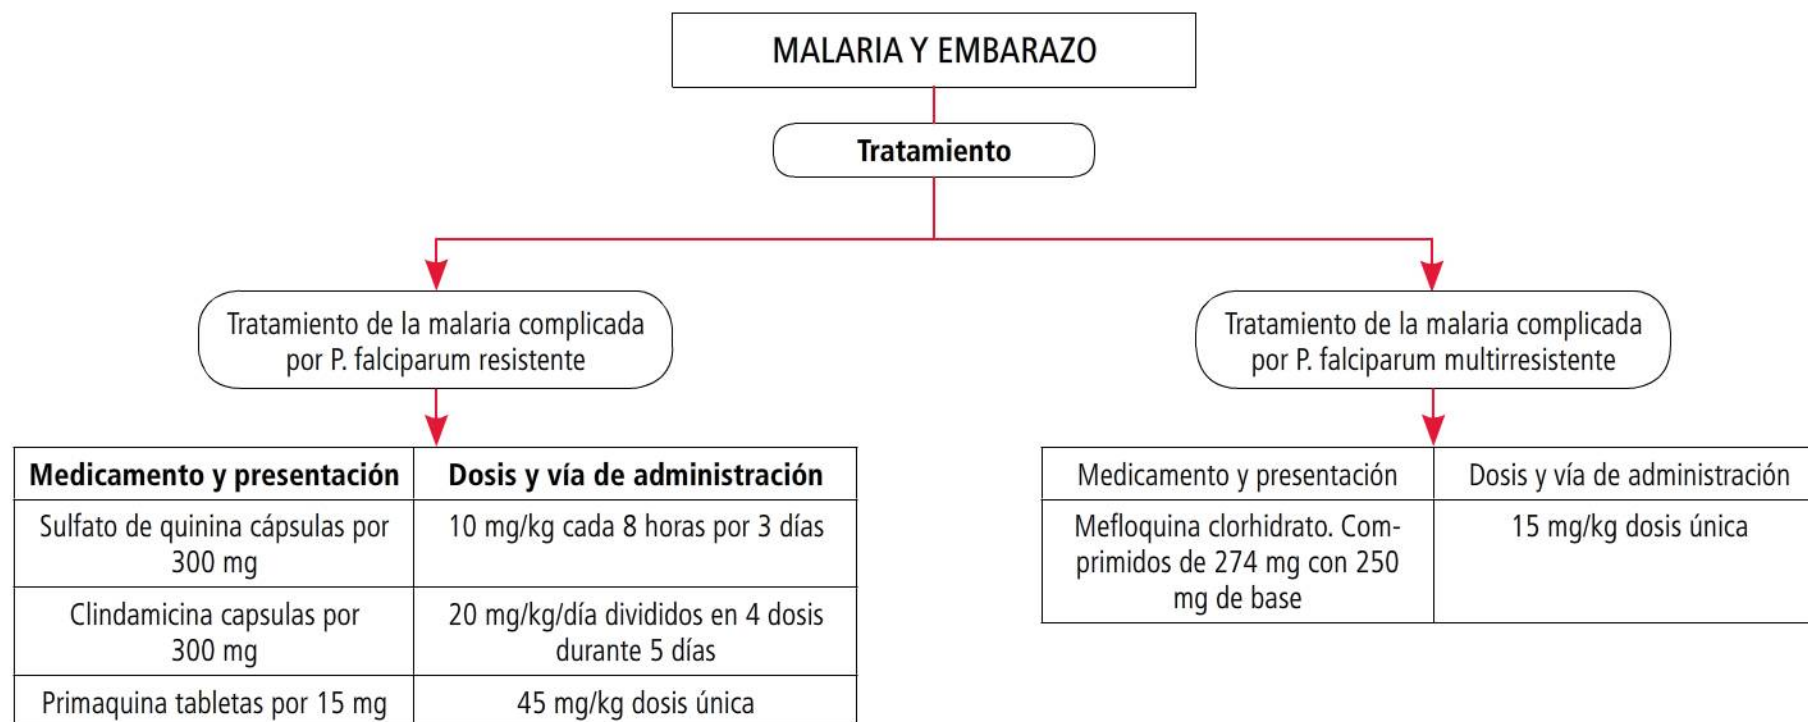 MALARIA Y EMBARAZO
Tratamiento
Tratamiento de la malaria complicada
por P. falciparum resistente
Tratamiento de la malaria complicada
por P. falciparum multirresistente
Medicamento y presentación
Dosis y vía de administración
Sulfato de quinina cápsulas por
300 mg
10 mg/kg cada 8 horas por 3 días
Clindamicina capsulas por
300 mg
20 mg/kg/día divididos en 4 dosis
durante 5 días
Primaquina tabletas por 15 mg
45 mg/kg dosis única
Medicamento y presentación
Dosis y vía de administración
Mefloquina clorhidrato. Com-
primidos de 274 mg con 250
mg de base
15 mg/kg dosis única